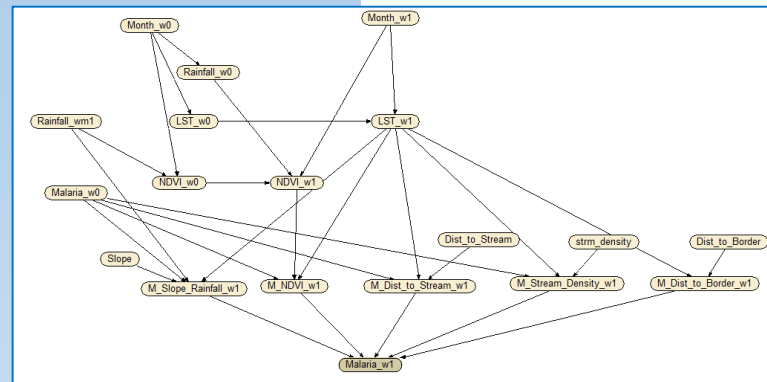 Month_w0
Month_w1
Rainfall_w0
Rainfall_wm1
LST_w0
LST_w1
NDVI_w0
NDVI_w1
Malaria_w0
Dist_to_Stream
strm_density
Dist_to_Border
Slope
M_Slope_Rainfall_w1
M_NDVI_w1
M_Dist_to_Stream_w1
M_Stream_Density_w1
M_Dist_to_Border_w1
Malaria_w1